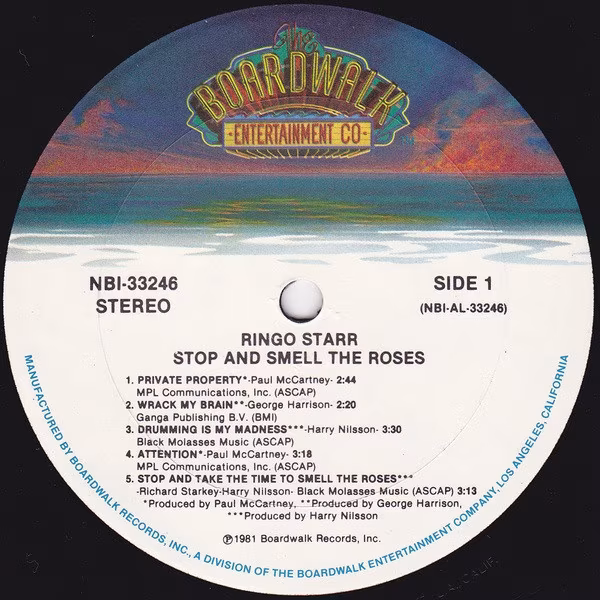 The
BOARDWALK
ENTERTAINMENT CO
NBI-33246
STEREO
SIDE 1
(NBI-AL-33246)
RINGO STARR
STOP AND SMELL THE ROSES
1. PRIVATE PROPERTY*-Paul McCartney- 2:44
MPL Communications, Inc. (ASCAP)
2. WRACK MY BRAIN**-George Harrison- 2:20
Ganga Publishing B.V. (BMI)
3. DRUMMING IS MY MADNESS***-Harry Nilsson- 3:30
Black Molasses Music (ASCAP)
4. ATTENTION*-Paul McCartney- 3:18
MPL Communications, Inc. (ASCAP)
5. STOP AND TAKE THE TIME TO SMELL THE ROSES***
-Richard Starkey-Harry Nilsson- Black Molasses Music (ASCAP) 3:13
*Produced by Paul McCartney, **Produced by George Harrison,
***Produced by Harry Nilsson
℗1981 Boardwalk Records, Inc.
MANUFACTURED BY BOARDWALK RECORDS, INC., A DIVISION OF THE BOARDWALK ENTERTAINMENT COMPANY, LOS ANGELES, CALIFORNIA